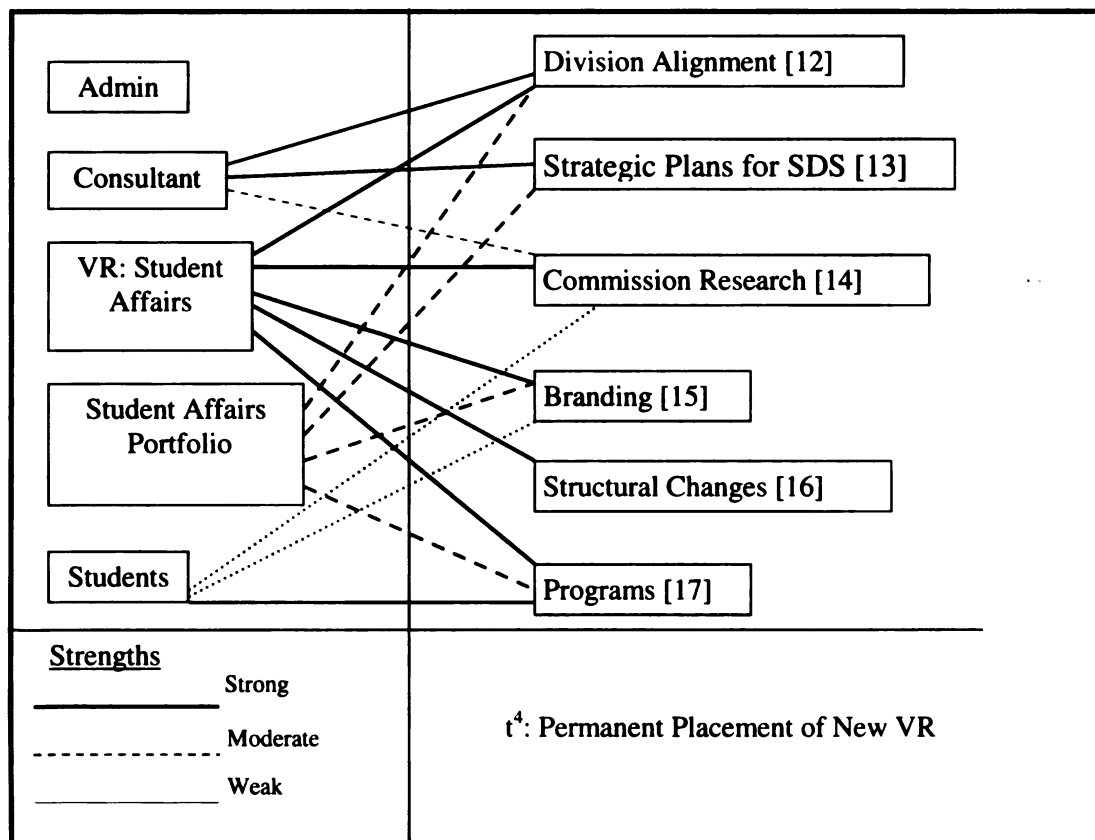 Admin
Consultant
VR: Student
Affairs
Student Affairs
Portfolio
Students
Division Alignment [12]
Strategic Plans for SDS [13]
Commission Research [14]
Branding [15]
Structural Changes [16]
Programs [17]
Strengths
Strong
Moderate
Weak
t⁴: Permanent Placement of New VR